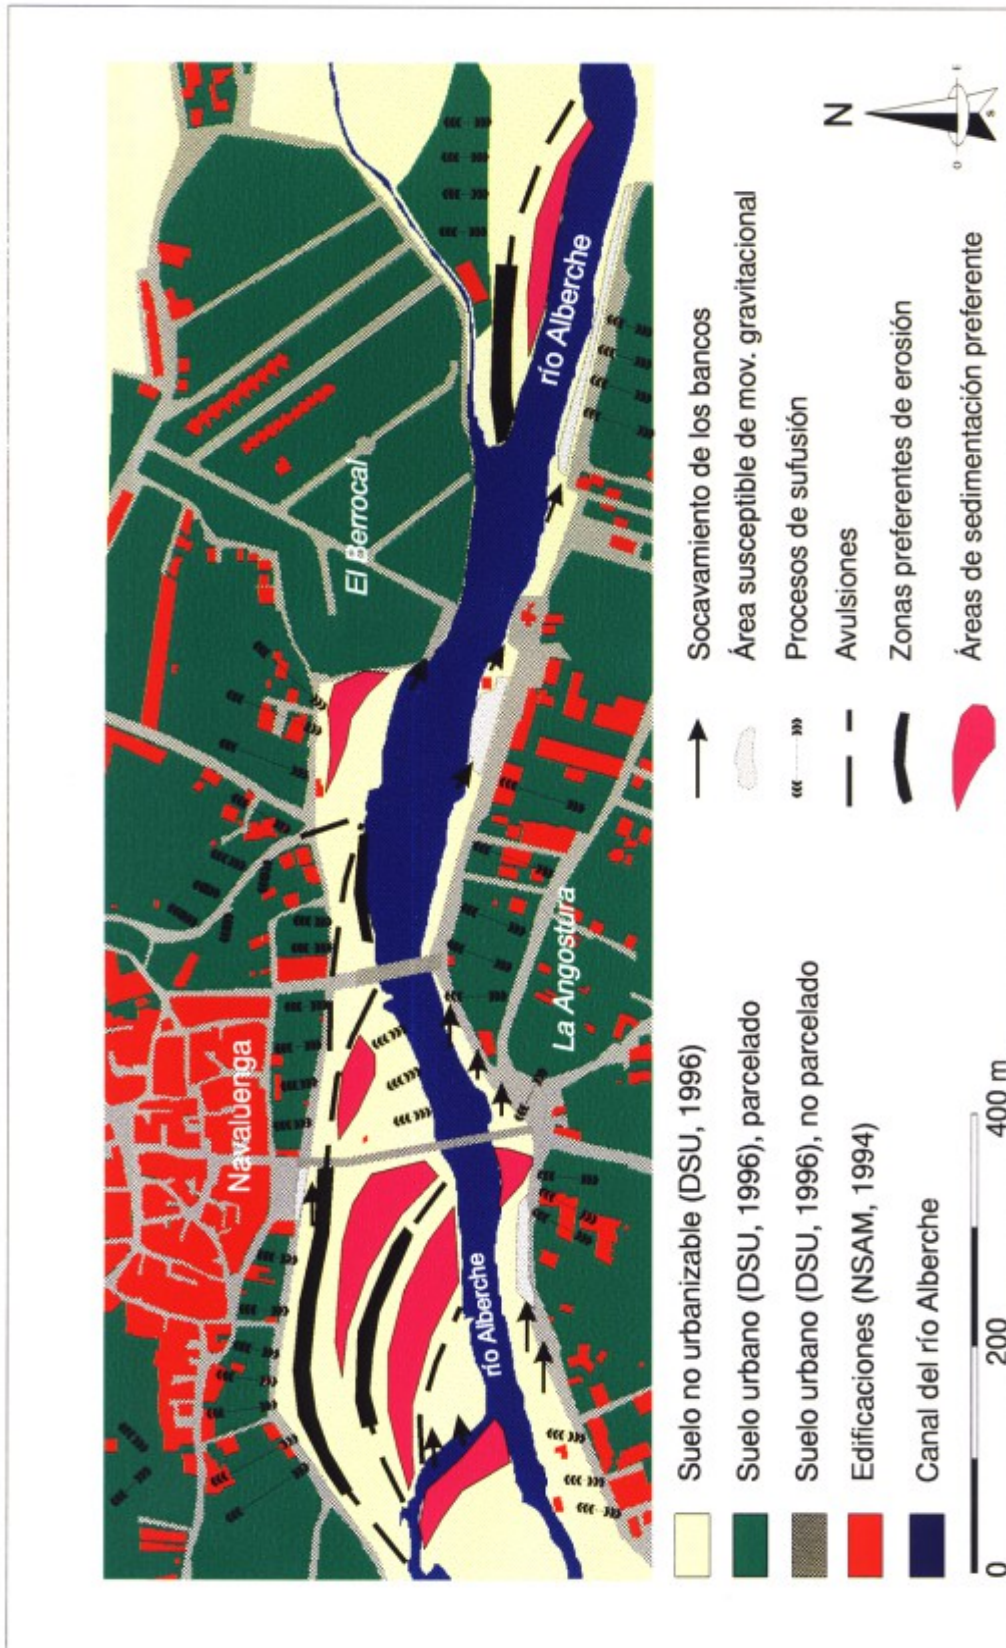 Navaluenga
El Berrocal
río Alberche
río Alberche
La Angostura
Suelo no urbanizable (DSU, 1996)
Suelo urbano (DSU, 1996), parcelado
Suelo urbano (DSU, 1996), no parcelado
Edificaciones (NSAM, 1994)
Canal del río Alberche
0 200 400 m
Socavamiento de los bancos
Área susceptible de mov. gravitacional
Procesos de sufusión
Avulsiones
Zonas preferentes de erosión
Áreas de sedimentación preferente
N
O
E
S